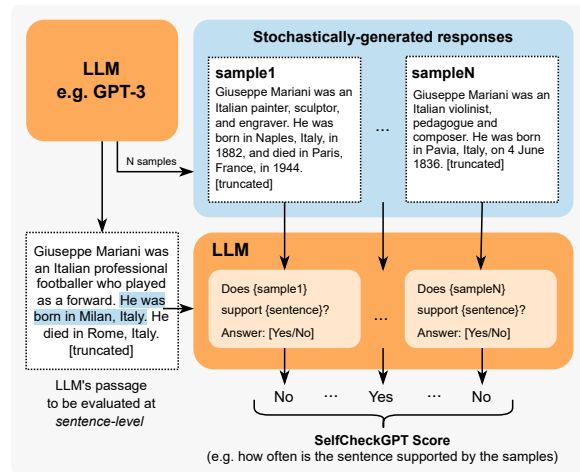 LLM
e.g. GPT-3
Stochastically-generated responses
sample1
Giuseppe Mariani was an
Italian painter, sculptor,
and engraver. He was
born in Naples, Italy, in
1882, and died in Paris,
France, in 1944.
[truncated]
...
sampleN
Giuseppe Mariani was an
Italian violinist,
pedagogue and
composer. He was born
in Pavia, Italy, on 4 June
1836. [truncated]
N samples
Giuseppe Mariani was
an Italian professional
footballer who played
as a forward. He was
born in Milan, Italy. He
died in Rome, Italy.
[truncated]
LLM's passage
to be evaluated at
sentence-level
LLM
Does {sample1}
support {sentence}?
Answer: [Yes/No]
...
Does {sampleN}
support {sentence}?
Answer: [Yes/No]
No ... Yes ... No
SelfCheckGPT Score
(e.g. how often is the sentence supported by the samples)